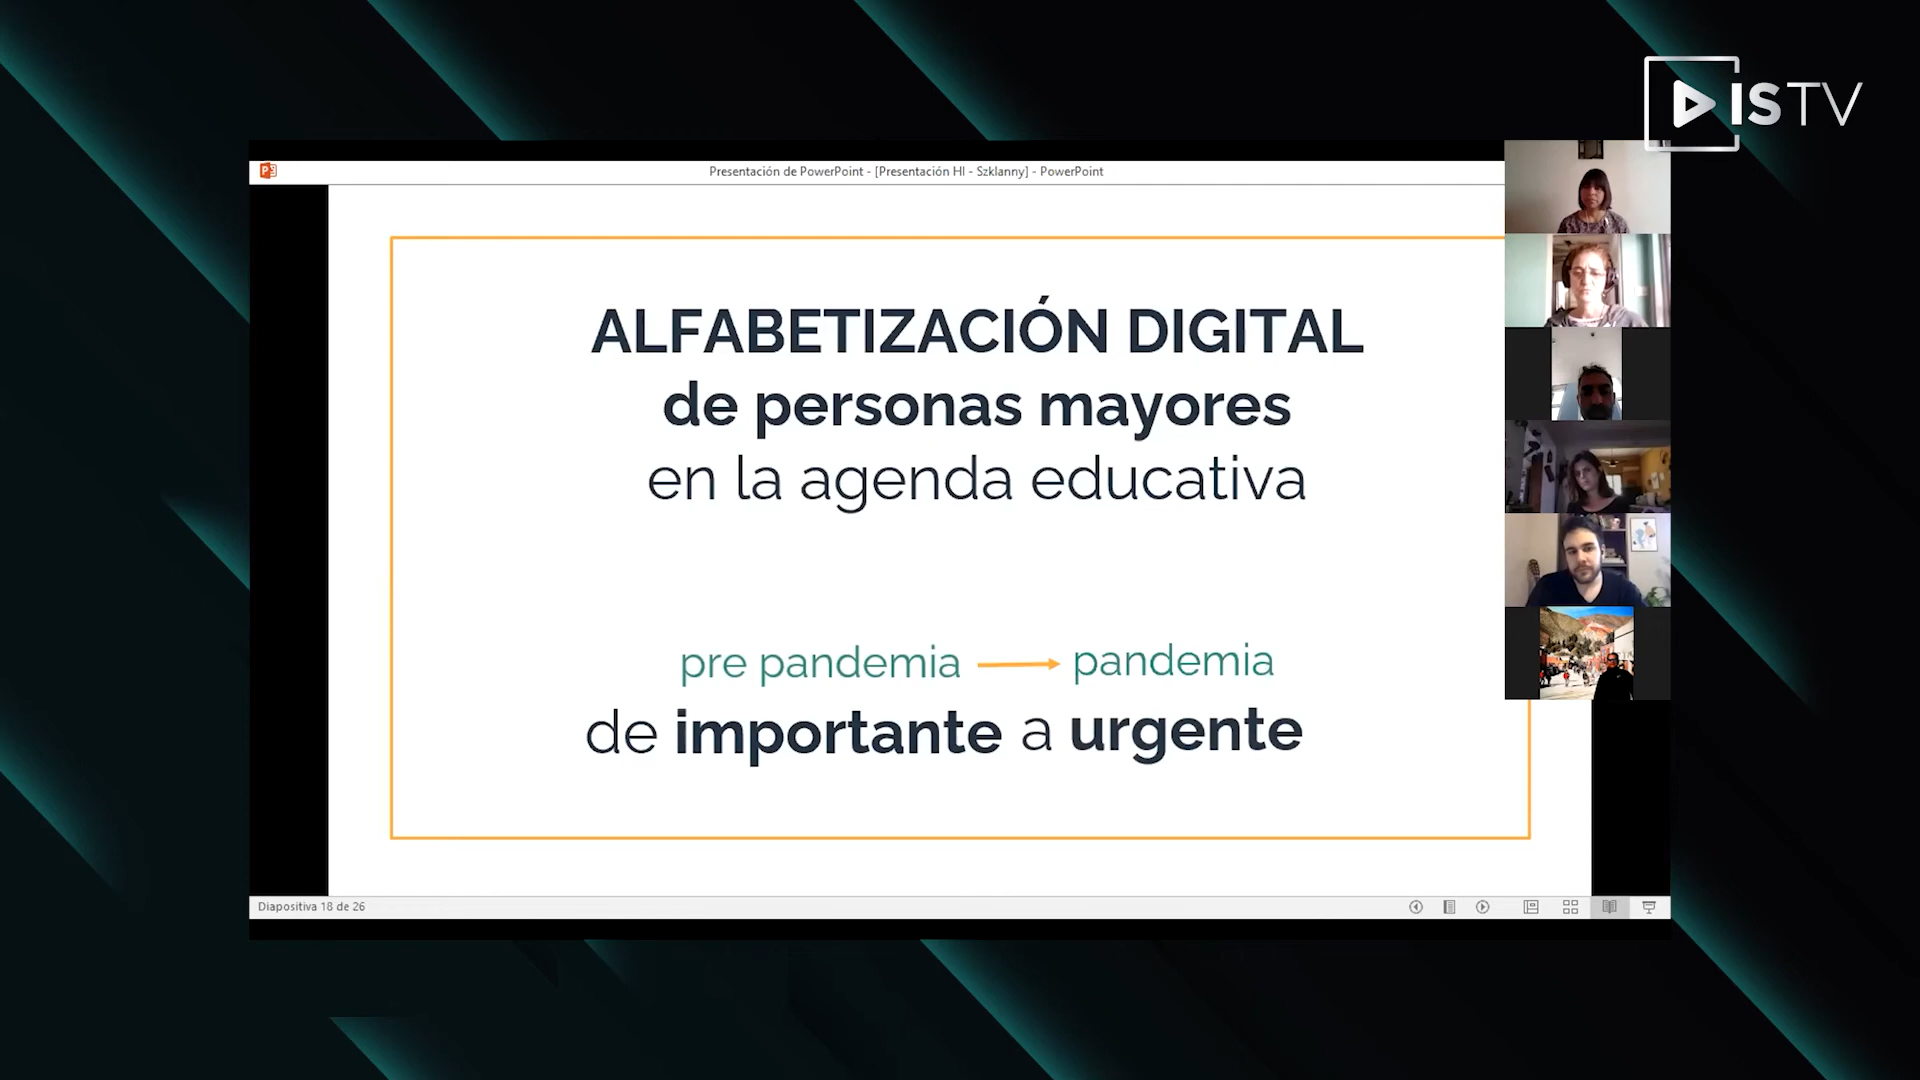 ISTV
Presentación de PowerPoint - [Presentación HI - Szklanny] - PowerPoint
ALFABETIZACIÓN DIGITAL
de personas mayores
en la agenda educativa
pre pandemia pandemia
de importante a urgente
Diapositiva 18 de 26